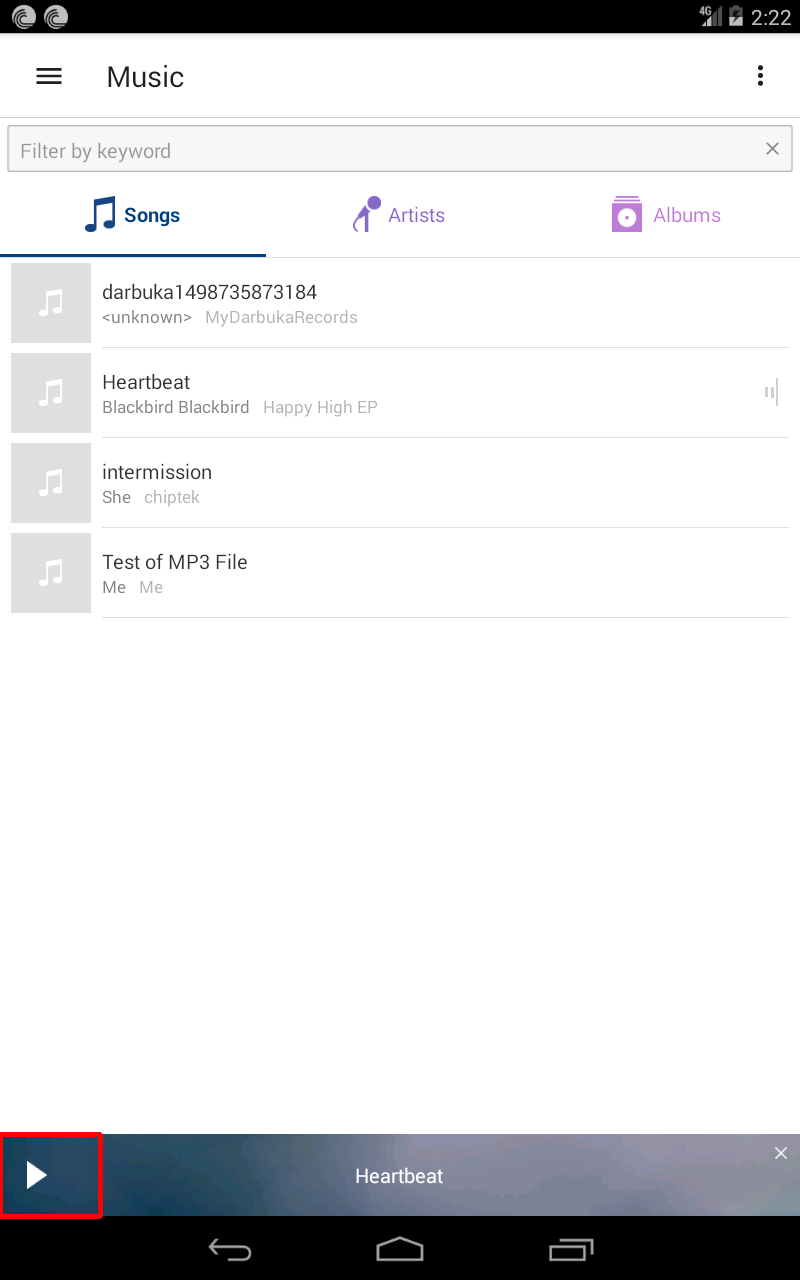 4G 2:22
Music
Filter by keyword
Songs Artists Albums
darbuka1498735873184
<unknown> MyDarbukaRecords
Heartbeat
Blackbird Blackbird Happy High EP
intermission
She chiptek
Test of MP3 File
Me Me
Heartbeat